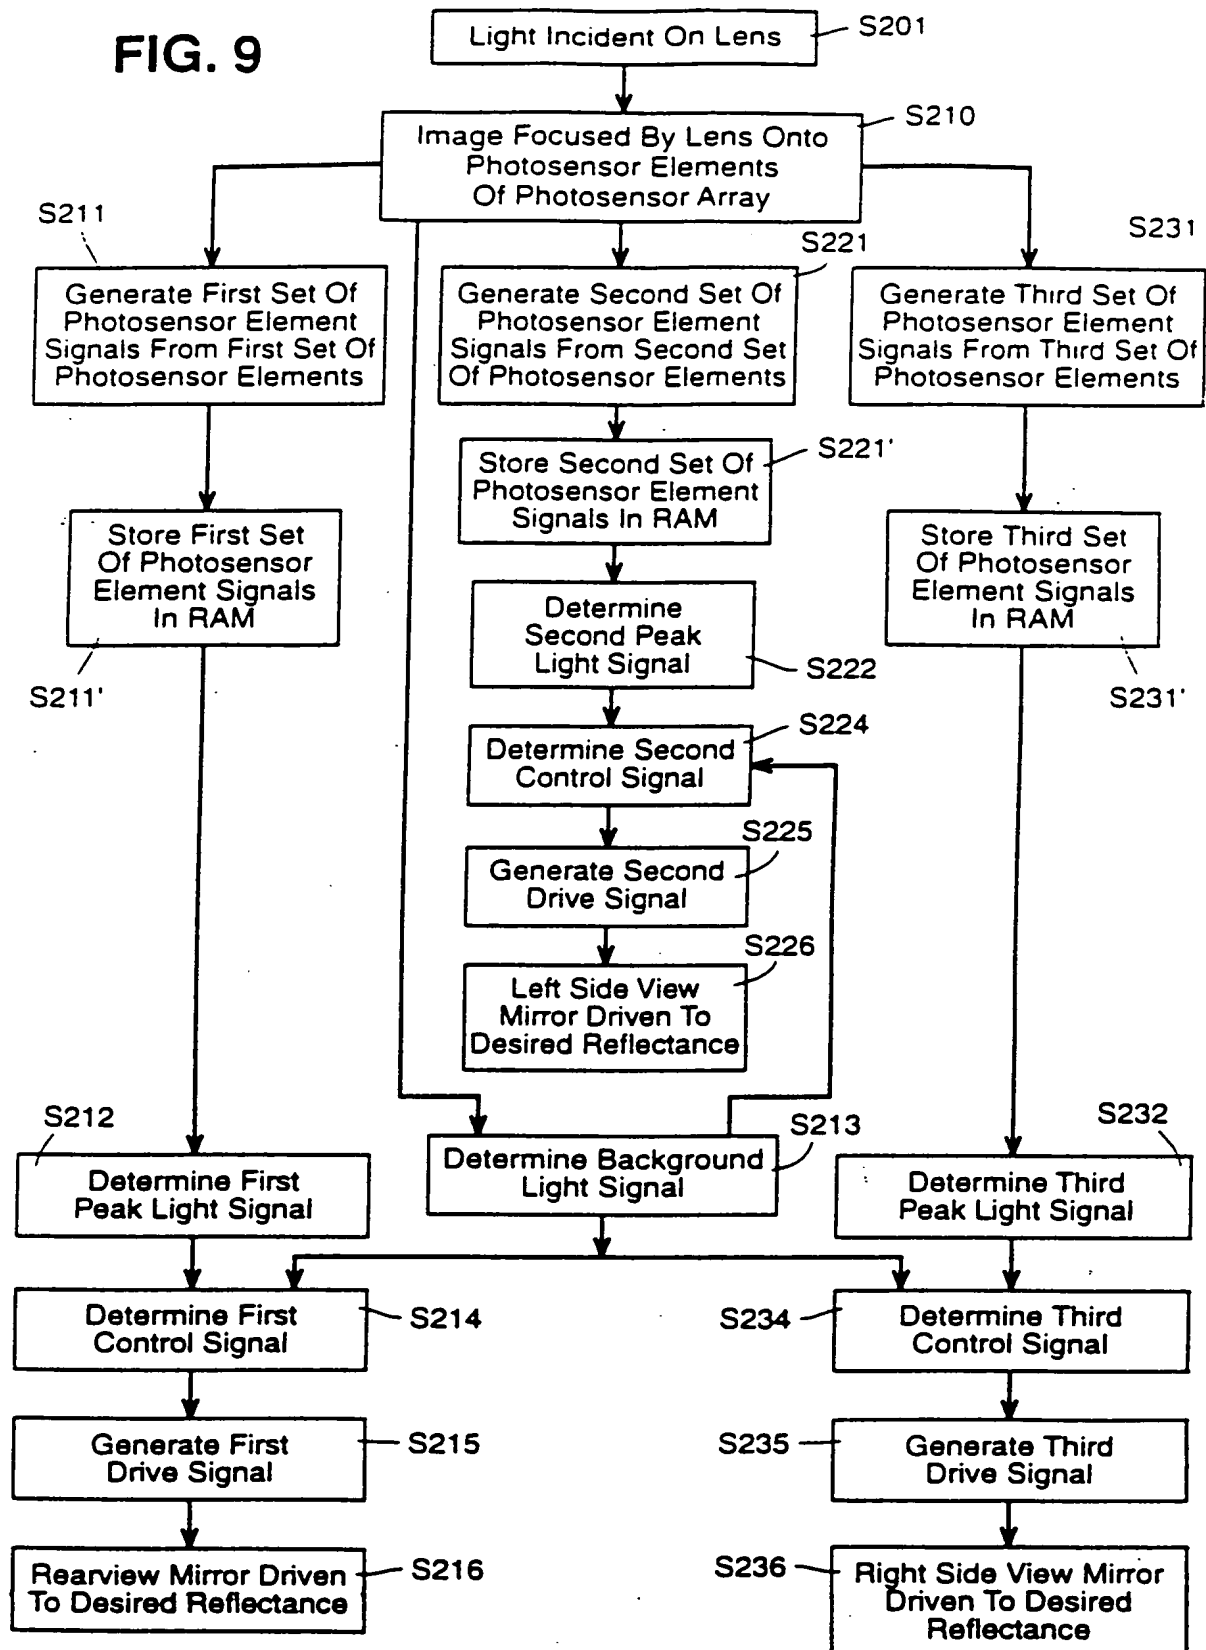 FIG. 9
Light Incident On Lens
S201
Image Focused By Lens Onto
Photosensor Elements
Of Photosensor Array
S210
S211
Generate First Set Of
Photosensor Element
Signals From First Set Of
Photosensor Elements
S221
Generate Second Set Of
Photosensor Element
Signals From Second Set
Of Photosensor Elements
S231
Generate Third Set Of
Photosensor Element
Signals From Third Set Of
Photosensor Elements
Store First Set
Of Photosensor
Element Signals
In RAM
S211'
Store Second Set Of
Photosensor Element
Signals In RAM
S221'
Store Third Set
Of Photosensor
Element Signals
In RAM
S231'
Determine
Second Peak
Light Signal
S222
Determine Second
Control Signal
S224
Generate Second
Drive Signal
S225
Left Side View
Mirror Driven To
Desired Reflectance
S226
S212
Determine First
Peak Light Signal
Determine Background
Light Signal
S213
S232
Determine Third
Peak Light Signal
Determine First
Control Signal
S214
S234
Determine Third
Control Signal
Generate First
Drive Signal
S215
S235
Generate Third
Drive Signal
Rearview Mirror Driven
To Desired Reflectance
S216
S236
Right Side View Mirror
Driven To Desired
Reflectance